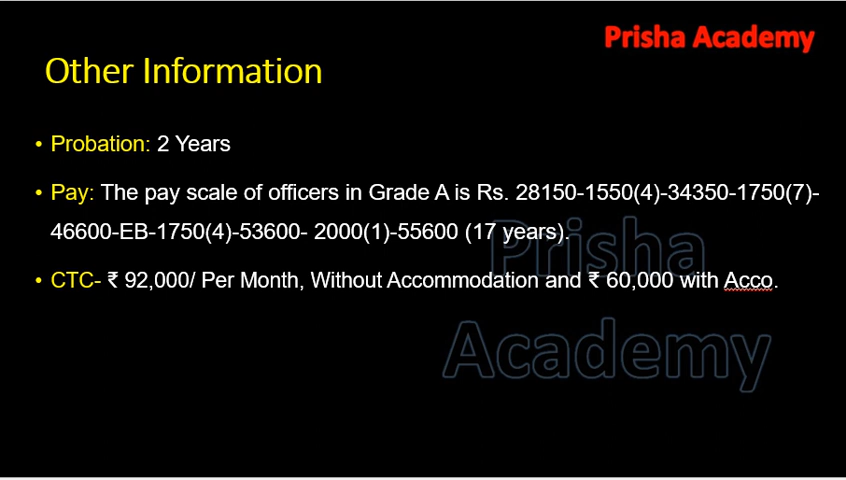 Prisha Academy
Other Information
• Probation: 2 Years
• Pay: The pay scale of officers in Grade A is Rs. 28150-1550(4)-34350-1750(7)-
46600-EB-1750(4)-53600- 2000(1)-55600 (17 years).
• CTC- ₹ 92,000/ Per Month, Without Accommodation and ₹ 60,000 with Acco.
Prisha
Academy